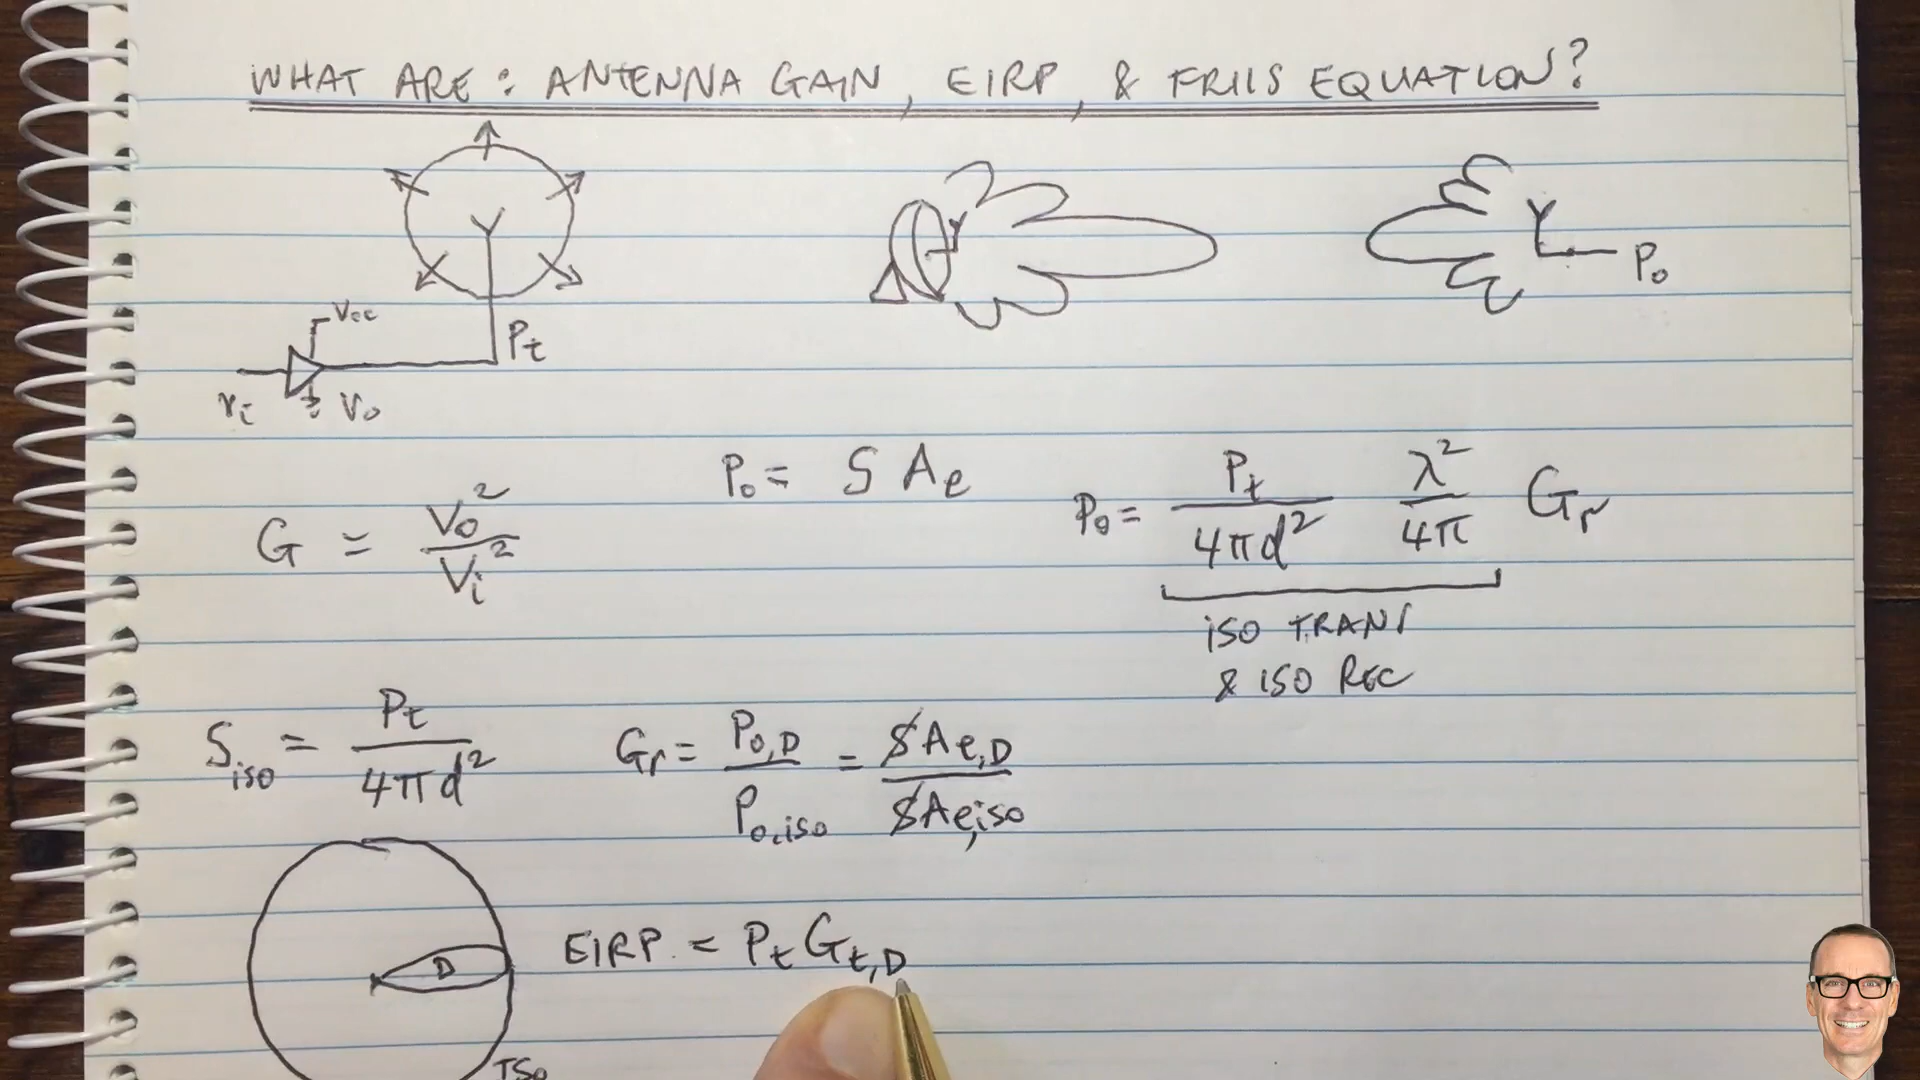 WHAT ARE: ANTENNA GAIN, EIRP, & FRIIS EQUATION?
Vcc
Pt
Vi
Vo
Po
G = Vo²/Vi²
Po = S Ae
Po = Pt/4πd² λ²/4π Gr
ISO TRANS
& ISO REC
Siso = Pt/4πd²
Gr = Po,D/Po,iso = SAe,D/SAe,iso
D
EIRP = PtGt,D
ISO